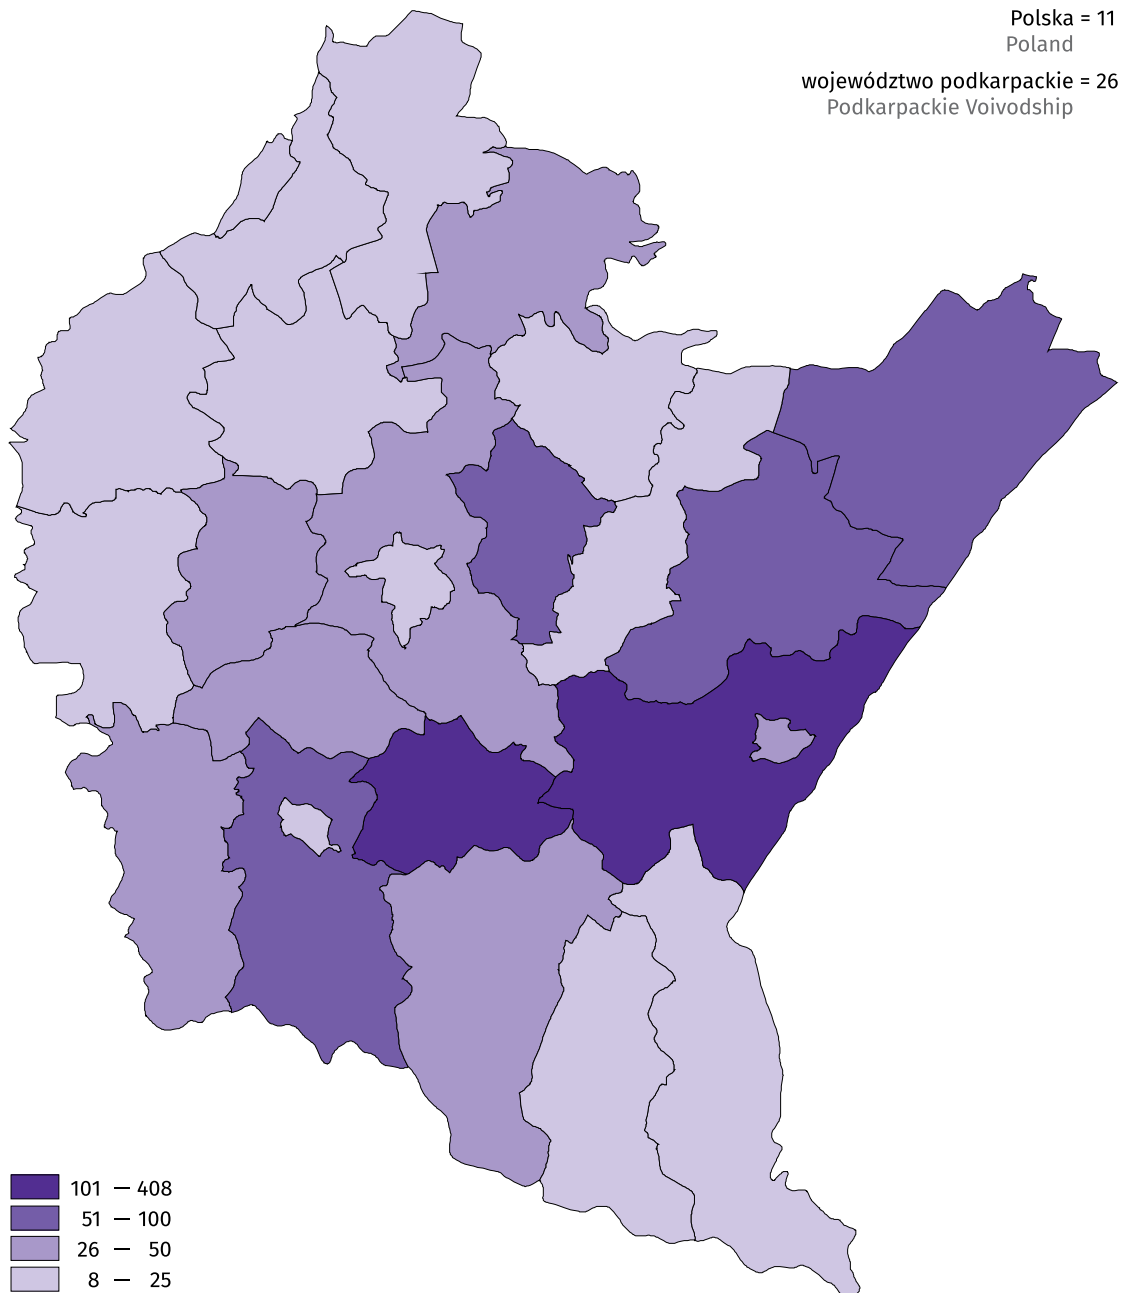 Polska = 11
Poland
województwo podkarpackie = 26
Podkarpackie Voivodship
101 — 408
51 — 100
26 — 50
8 — 25